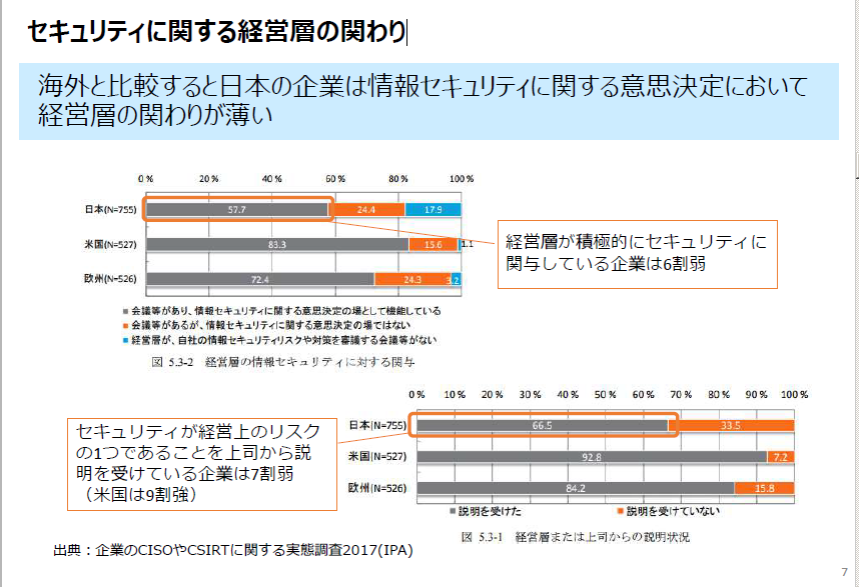 セキュリティに関する経営層の関わり
海外と比較すると日本の企業は情報セキュリティに関する意思決定において
経営層の関わりが薄い
0% 20% 40% 60% 80% 100%
日本(N=755) 57.7 24.4 17.9
米国(N=527) 83.3 15.6 1.1
欧州(N=526) 72.4 24.3 3.2
経営層が積極的にセキュリティに
関与している企業は6割弱
■会議等があり、情報セキュリティに関する意思決定の場として機能している
■会議等があるが、情報セキュリティに関する意思決定の場ではない
■経営層が、自社の情報セキュリティリスクや対策を審議する会議等がない
図 5.3-2 経営層の情報セキュリティに対する関与
セキュリティが経営上のリスク
の1つであることを上司から説
明を受けている企業は7割弱
（米国は9割強）
0% 10% 20% 30% 40% 50% 60% 70% 80% 90% 100%
日本(N=755) 66.5 33.5
米国(N=527) 92.8 7.2
欧州(N=526) 84.2 15.8
■説明を受けた ■説明を受けていない
図 5.3-1 経営層または上司からの説明状況
出典：企業のCISOやCSIRTに関する実態調査2017(IPA)
7